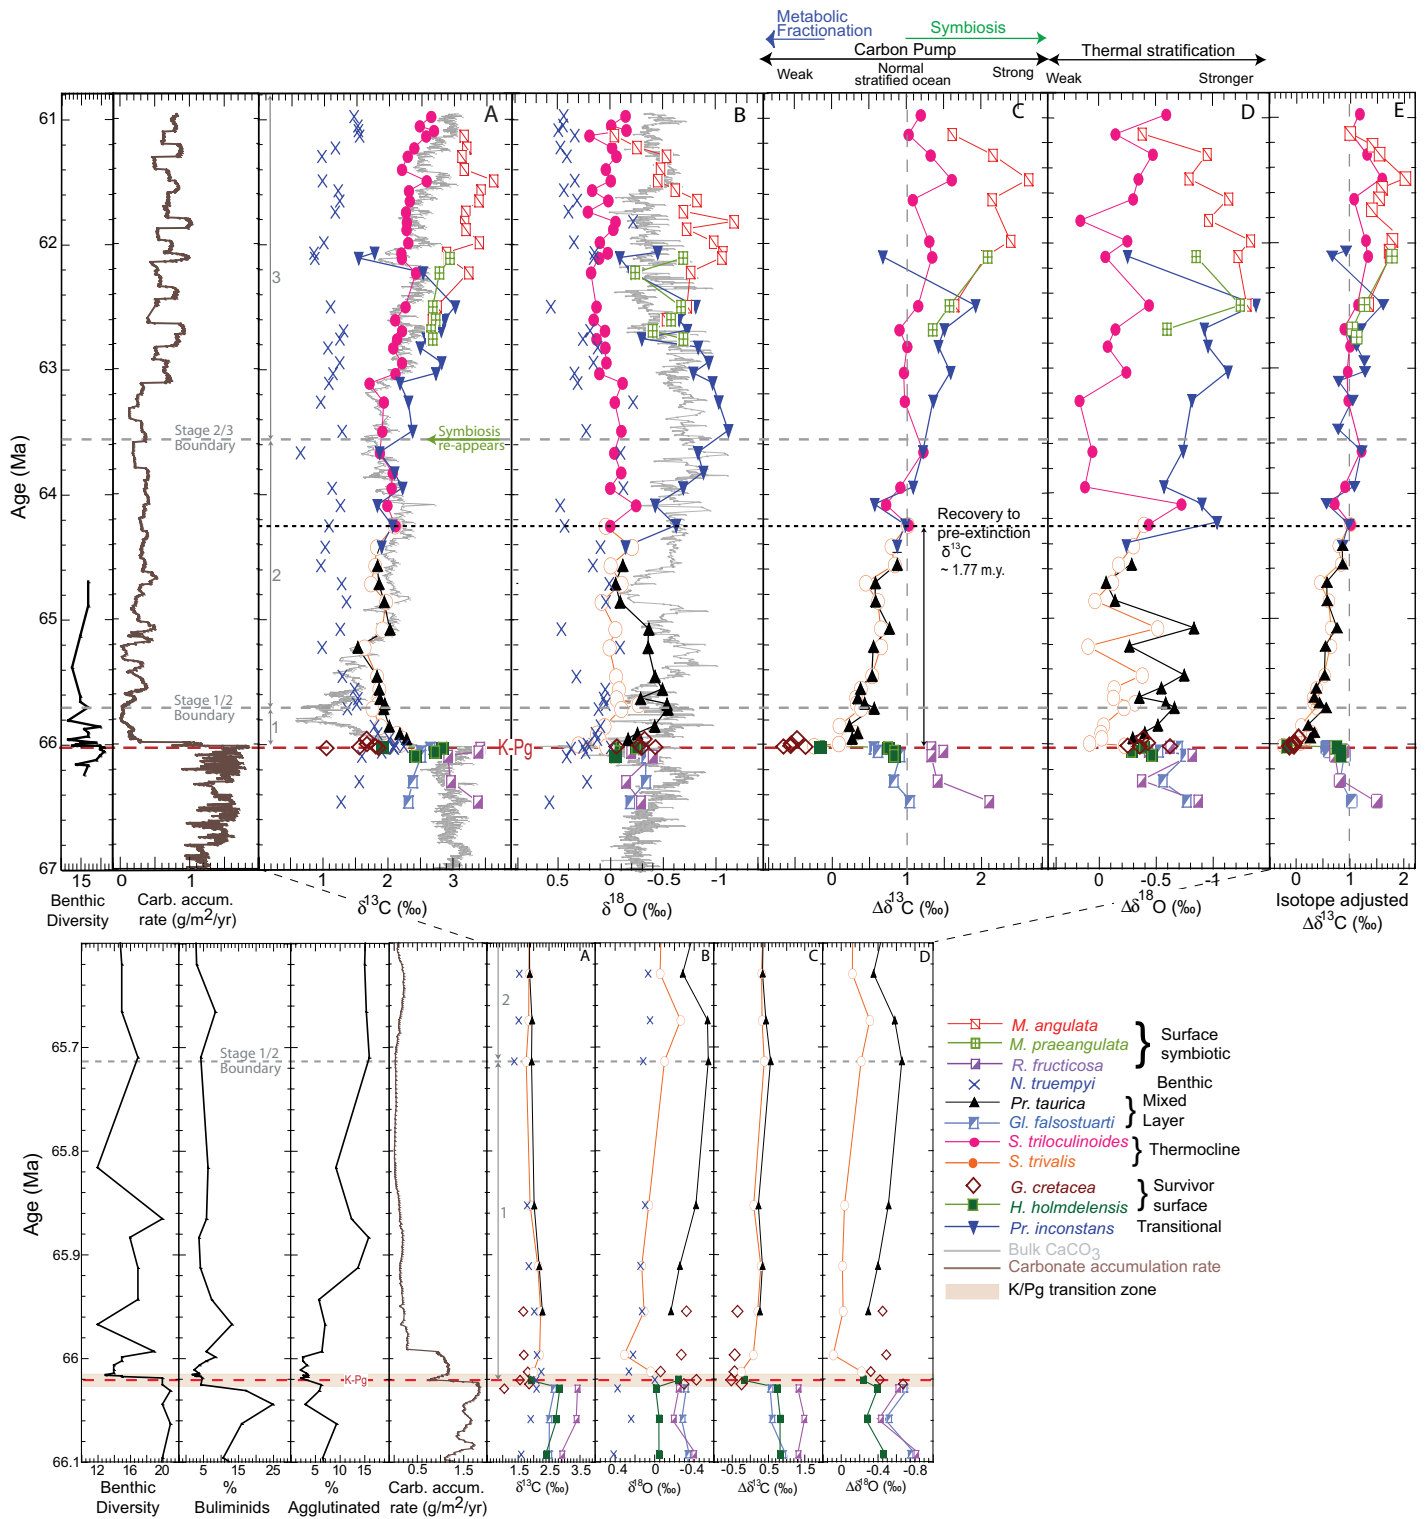 Metabolic
Fractionation
Symbiosis
Carbon Pump
Weak
Normal
stratified ocean
Strong
Thermal stratification
Weak
Stronger
A
B
C
D
E
61
62
63
64
65
66
67
Age (Ma)
3
2
1
Stage 2/3
Boundary
Symbiosis
re-appears
Recovery to
pre-extinction
δ13C
~ 1.77 m.y.
Stage 1/2
Boundary
K-Pg
15
0
1
1
2
3
0.5
0
-0.5
-1
0
1
2
0
-0.5
-1
0
1
2
Benthic
Diversity
Carb. accum.
rate (g/m2/yr)
δ13C (‰)
δ18O (‰)
Δδ13C (‰)
Δδ18O (‰)
Isotope adjusted
Δδ13C (‰)
A
B
C
D
2
1
65.7
65.8
65.9
66
66.1
Age (Ma)
Stage 1/2
Boundary
K-Pg
12
16
20
5
15
25
5
10
15
0.5
1.5
1.5
2.5
3.5
0.4
0
-0.4
-0.5
0.5
1.5
0
-0.4
-0.8
Benthic
Diversity
%
Buliminids
%
Agglutinated
Carb. accum.
rate (g/m2/yr)
δ13C (‰)
δ18O (‰)
Δδ13C (‰)
Δδ18O (‰)
M. angulata
M. praeangulata
R. fructicosa
} Surface
symbiotic
N. truempyi
Benthic
Pr. taurica
Gl. falsostuarti
} Mixed
Layer
S. triloculinoides
S. trivalis
} Thermocline
G. cretacea
H. holmdelensis
} Survivor
surface
Pr. inconstans
Transitional
Bulk CaCO3
Carbonate accumulation rate
K/Pg transition zone